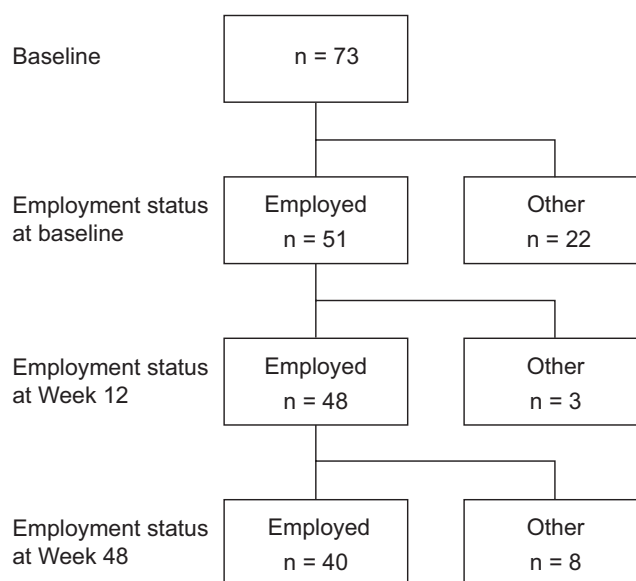 Baseline
n = 73
Employment status
at baseline
Employed
n = 51
Other
n = 22
Employment status
at Week 12
Employed
n = 48
Other
n = 3
Employment status
at Week 48
Employed
n = 40
Other
n = 8